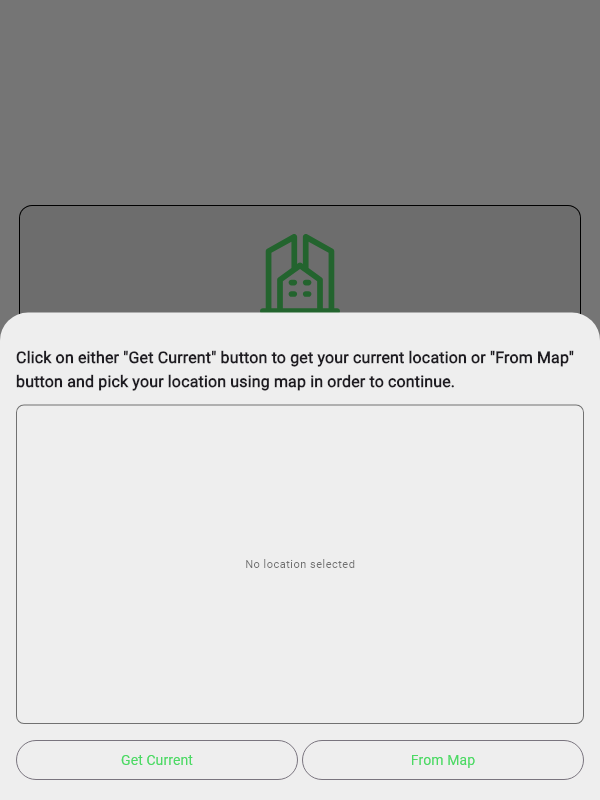 Click on either "Get Current" button to get your current location or "From Map"
button and pick your location using map in order to continue.
No location selected
Get Current
From Map